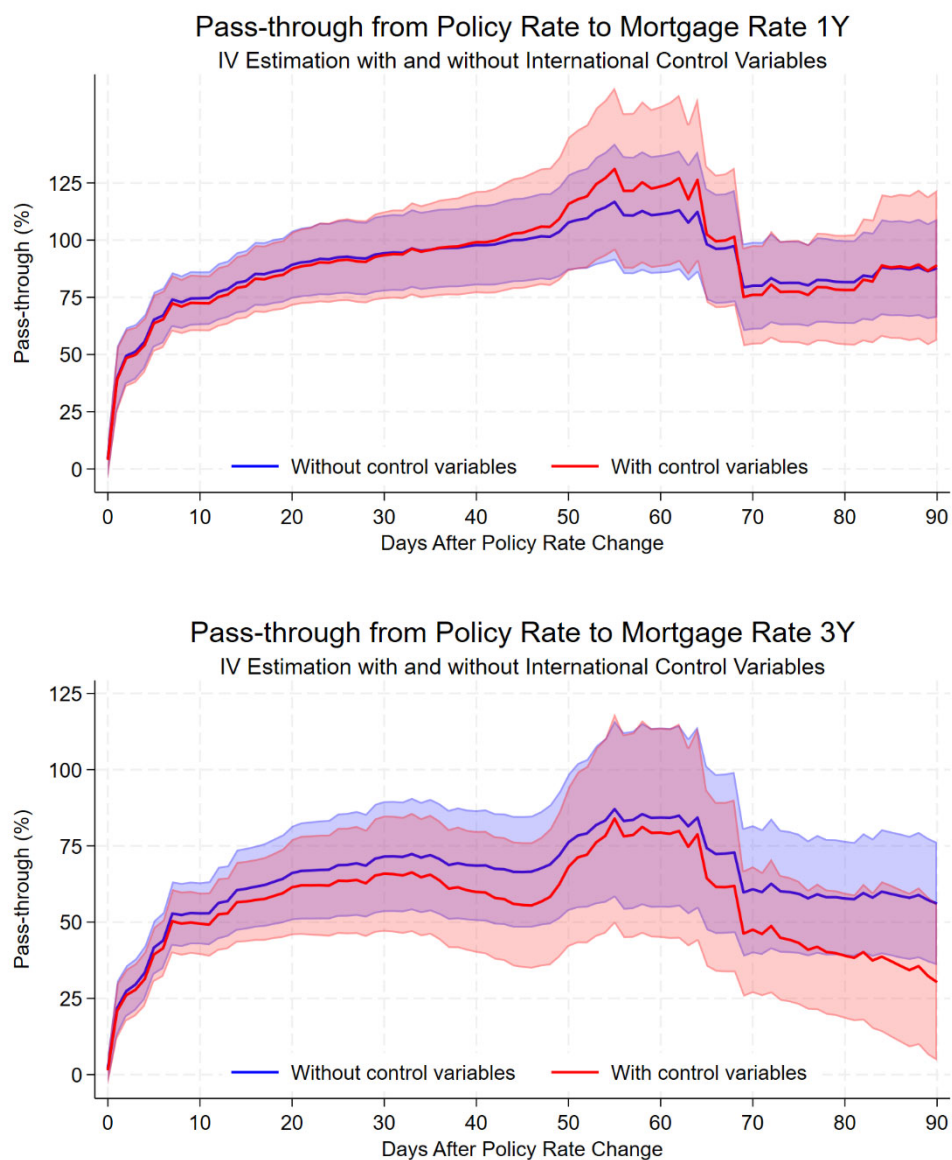 Pass-through from Policy Rate to Mortgage Rate 1Y
IV Estimation with and without International Control Variables
Pass-through (%)
125
100
75
50
25
0
Without control variables
With control variables
0 10 20 30 40 50 60 70 80 90
Days After Policy Rate Change
Pass-through from Policy Rate to Mortgage Rate 3Y
IV Estimation with and without International Control Variables
Pass-through (%)
125
100
75
50
25
0
Without control variables
With control variables
0 10 20 30 40 50 60 70 80 90
Days After Policy Rate Change